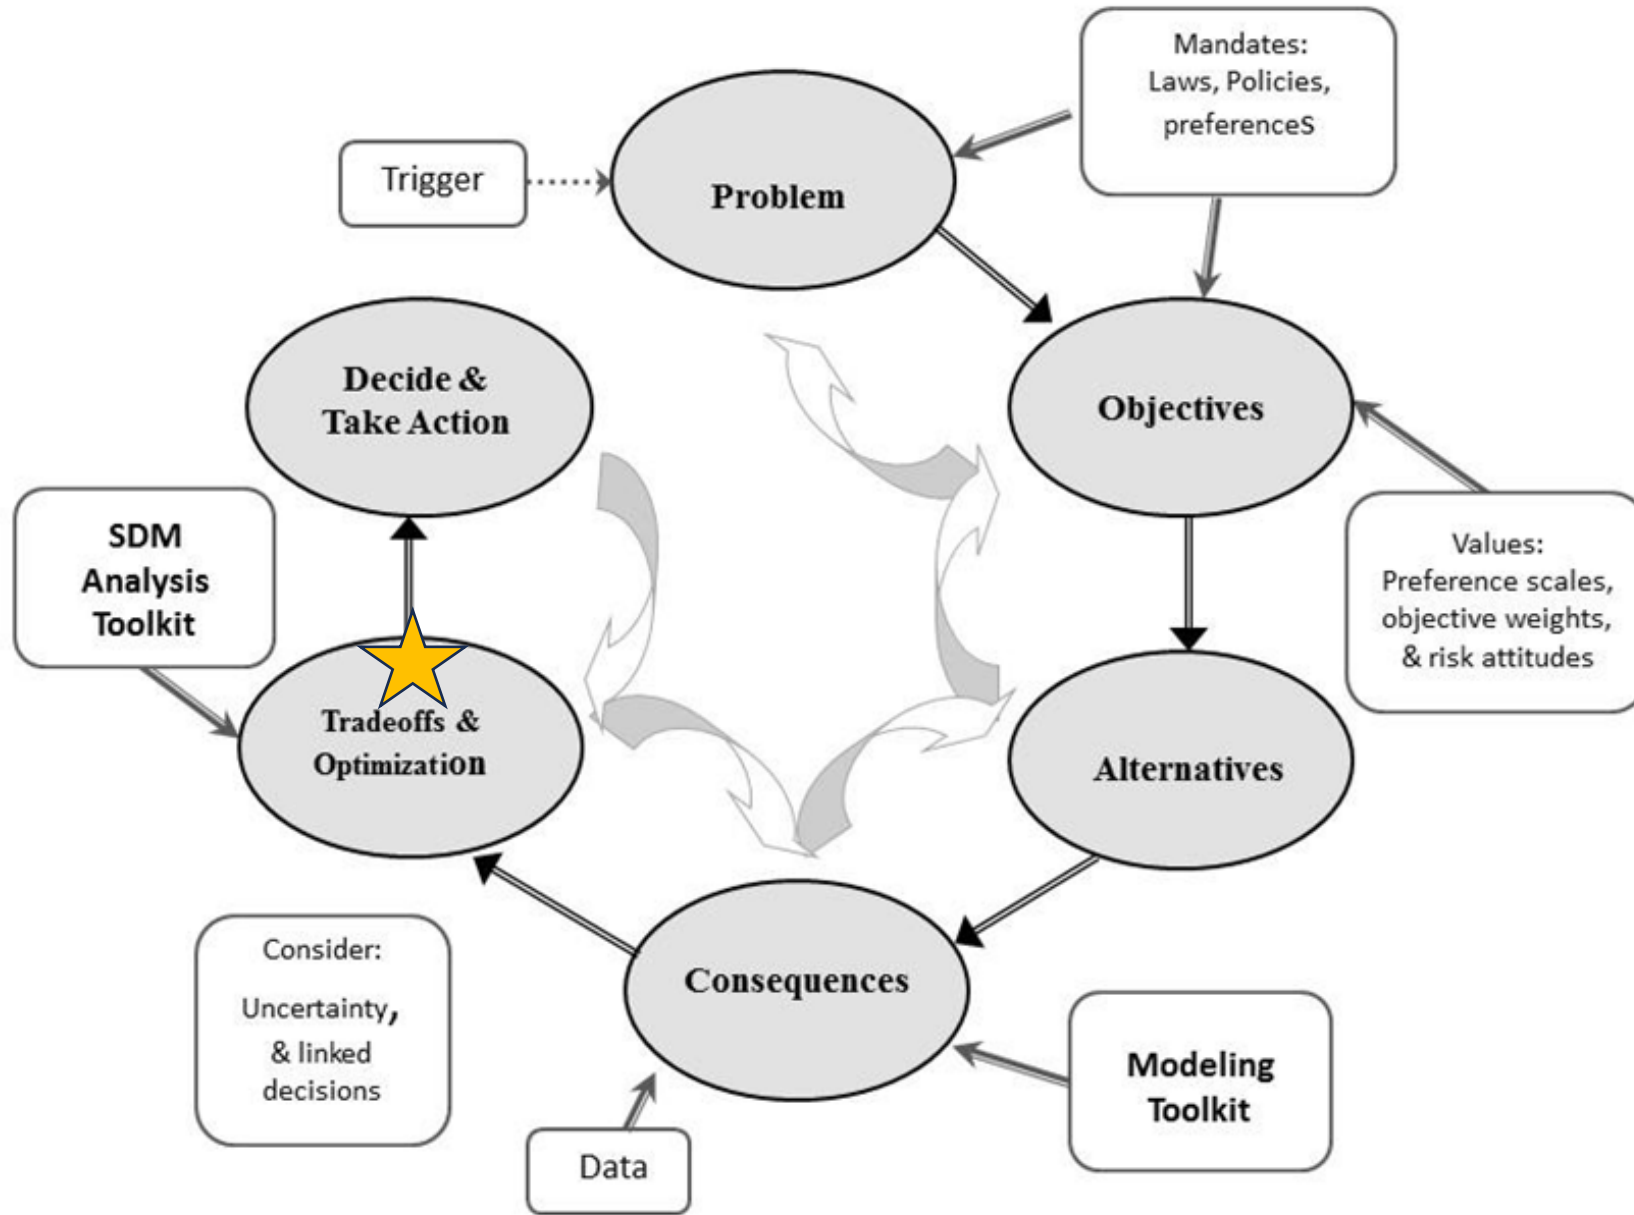 Mandates:
Laws, Policies,
preferences
Trigger
Problem
Decide &
Take Action
Objectives
SDM
Analysis
Toolkit
Values:
Preference scales,
objective weights,
& risk attitudes
Tradeoffs &
Optimization
Alternatives
Consider:
Uncertainty,
& linked
decisions
Consequences
Modeling
Toolkit
Data